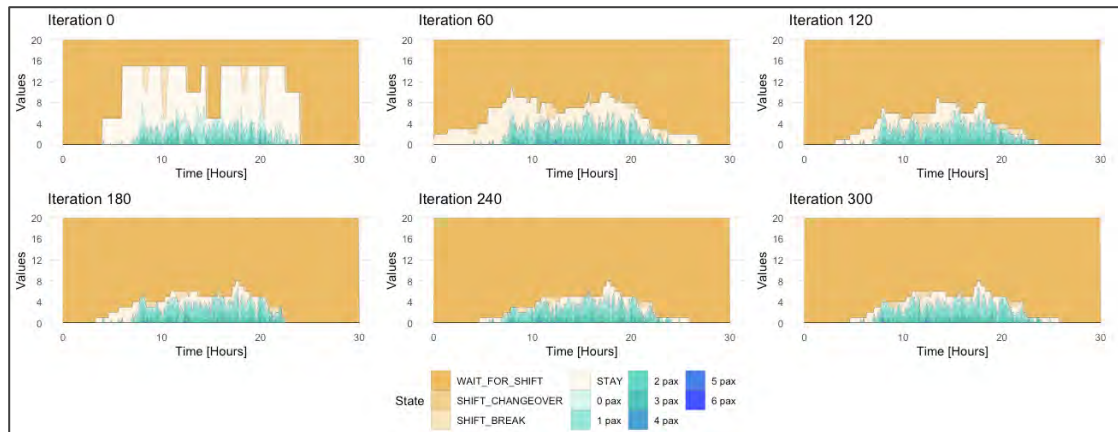 Iteration 0
Iteration 60
Iteration 120
20
16
12
8
4
0
Values
0 10 20 30
Time [Hours]
20
16
12
8
4
0
Values
0 10 20 30
Time [Hours]
20
16
12
8
4
0
Values
0 10 20 30
Time [Hours]
Iteration 180
Iteration 240
Iteration 300
20
16
12
8
4
0
Values
0 10 20 30
Time [Hours]
20
16
12
8
4
0
Values
0 10 20 30
Time [Hours]
20
16
12
8
4
0
Values
0 10 20 30
Time [Hours]
State
WAIT_FOR_SHIFT
SHIFT_CHANGEOVER
SHIFT_BREAK
STAY
0 pax
1 pax
2 pax
3 pax
4 pax
5 pax
6 pax